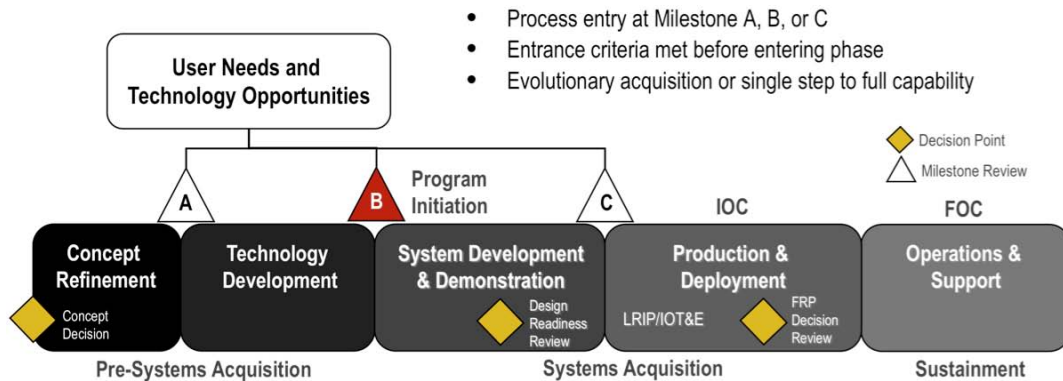 • Process entry at Milestone A, B, or C
• Entrance criteria met before entering phase
• Evolutionary acquisition or single step to full capability
User Needs and
Technology Opportunities
Decision Point
Milestone Review
A
B
Program
Initiation
C
IOC
FOC
Concept
Refinement
Technology
Development
System Development
& Demonstration
Production &
Deployment
Operations &
Support
Concept
Decision
Design
Readiness
Review
LRIP/IOT&E
FRP
Decision
Review
Pre-Systems Acquisition
Systems Acquisition
Sustainment